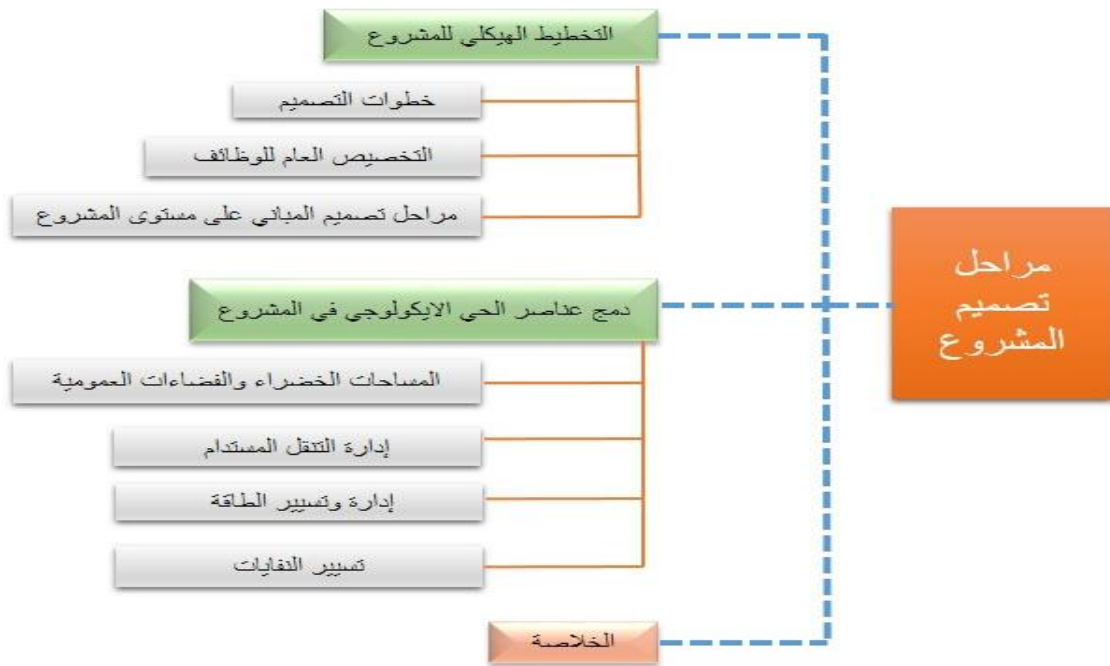 مراحل
تصميم
المشروع
التخطيط الهيكلي للمشروع
خطوات التصميم
التخصيص العام للوظائف
مراحل تصميم المباني على مستوى المشروع
دمج عناصر الحي الايكولوجي في المشروع
المساحات الخضراء والفضاءات العمومية
إدارة التنقل المستدام
إدارة وتسيير الطاقة
تسيير النفايات
الخلاصة